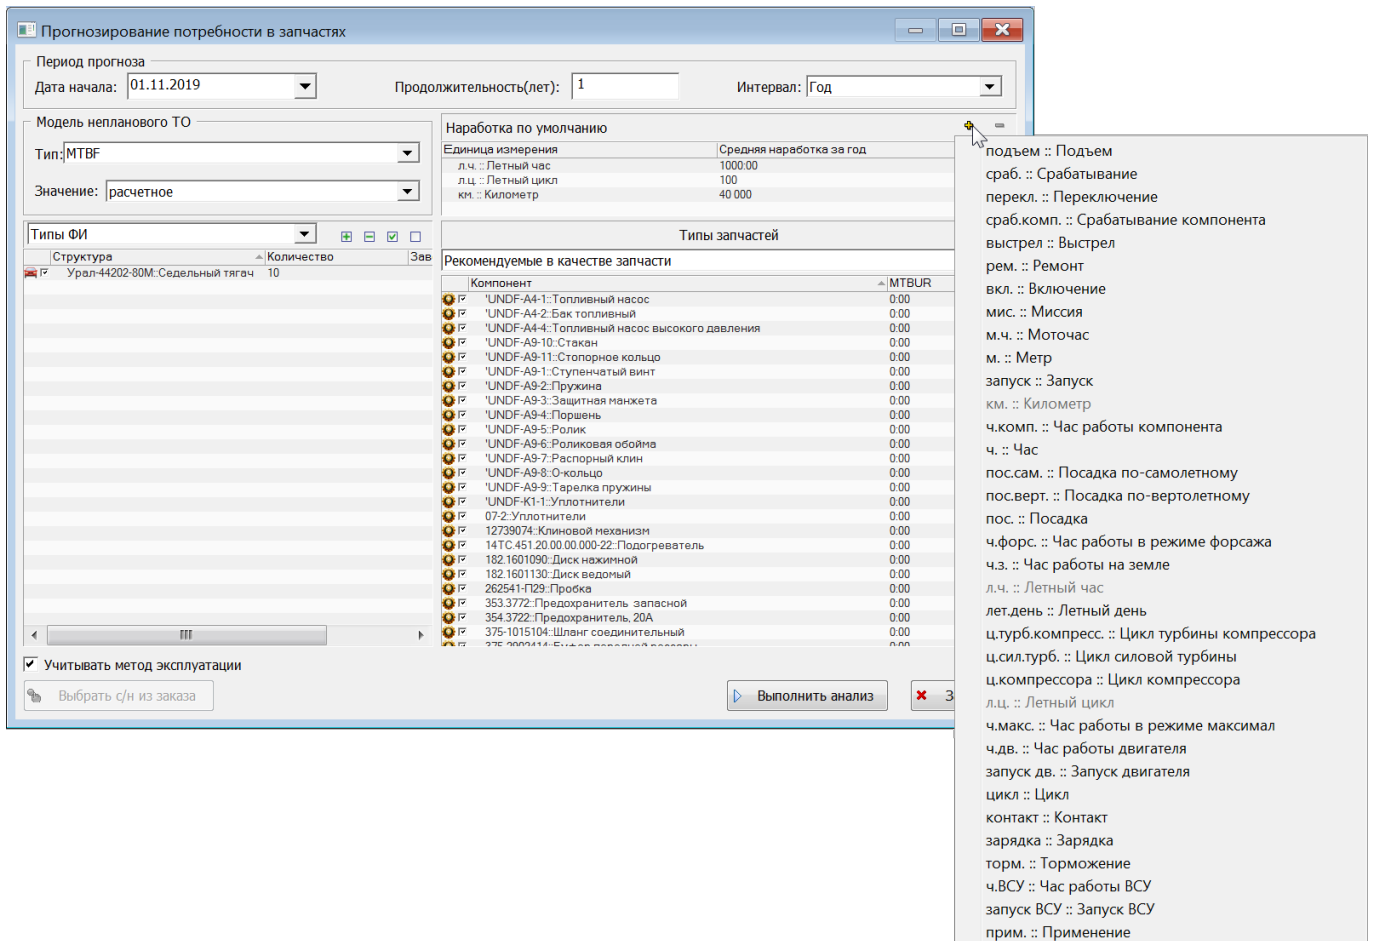 Прогнозирование потребности в запчастях
Период прогноза
Дата начала: 01.11.2019 Продолжительность(лет): 1 Интервал: Год
Модель непланового ТО
Тип: MTBF
Значение: расчетное
Наработка по умолчанию
Единица измерения Средняя наработка за год
л.ч. :: Летный час 1000:00
л.ц. :: Летный цикл 100
км. :: Километр 40 000
Типы ФИ
Структура Количество Зав
Урал-44202-80М::Седельный тягач 10
Типы запчастей
Рекомендуемые в качестве запчасти
Компонент MTBUR
'UNDF-A4-1::Топливный насос 0:00
'UNDF-A4-2::Бак топливный 0:00
'UNDF-A4-4::Топливный насос высокого давления 0:00
'UNDF-A9-10::Стакан 0:00
'UNDF-A9-11::Стопорное кольцо 0:00
'UNDF-A9-1::Ступенчатый винт 0:00
'UNDF-A9-2::Пружина 0:00
'UNDF-A9-3::Защитная манжета 0:00
'UNDF-A9-4::Поршень 0:00
'UNDF-A9-5::Ролик 0:00
'UNDF-A9-6::Роликовая обойма 0:00
'UNDF-A9-7::Распорный клин 0:00
'UNDF-A9-8::О-кольцо 0:00
'UNDF-A9-9::Тарелка пружины 0:00
'UNDF-K1-1::Уплотнители 0:00
07-2::Уплотнители 0:00
12739074::Клиновой механизм 0:00
14ТС.451.20.00.00.000-22::Подогреватель 0:00
182.1601090::Диск нажимной 0:00
182.1601130::Диск ведомый 0:00
262541-П29::Пробка 0:00
353.3772::Предохранитель запасной 0:00
354.3722::Предохранитель, 20А 0:00
375-1015104::Шланг соединительный 0:00
375-2902414::Буфер передней рессоры 0:00
Учитывать метод эксплуатации
Выбрать с/н из заказа
Выполнить анализ
З
подъем :: Подъем
сраб. :: Срабатывание
перекл. :: Переключение
сраб.комп. :: Срабатывание компонента
выстрел :: Выстрел
рем. :: Ремонт
вкл. :: Включение
мис. :: Миссия
м.ч. :: Моточас
м. :: Метр
запуск :: Запуск
км. :: Километр
ч.комп. :: Час работы компонента
ч. :: Час
пос.сам. :: Посадка по-самолетному
пос.верт. :: Посадка по-вертолетному
пос. :: Посадка
ч.форс. :: Час работы в режиме форсажа
ч.з. :: Час работы на земле
л.ч. :: Летный час
лет.день :: Летный день
ц.турб.компресс. :: Цикл турбины компрессора
ц.сил.турб. :: Цикл силовой турбины
ц.компрессора :: Цикл компрессора
л.ц. :: Летный цикл
ч.макс. :: Час работы в режиме максимал
ч.дв. :: Час работы двигателя
запуск дв. :: Запуск двигателя
цикл :: Цикл
контакт :: Контакт
зарядка :: Зарядка
торм. :: Торможение
ч.ВСУ :: Час работы ВСУ
запуск ВСУ :: Запуск ВСУ
прим. :: Применение